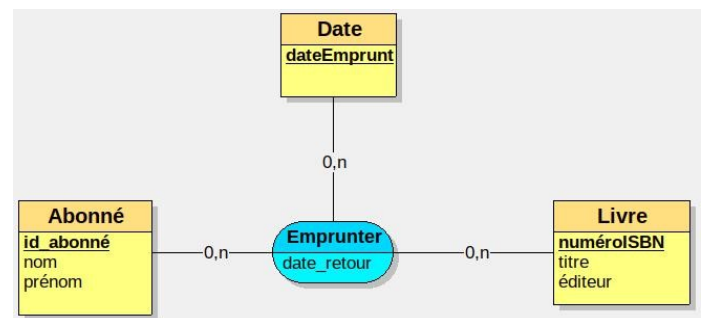 Date
dateEmprunt
0,n
Abonné
id_abonné
nom
prénom
0,n
Emprunter
date_retour
0,n
Livre
numéroISBN
titre
éditeur